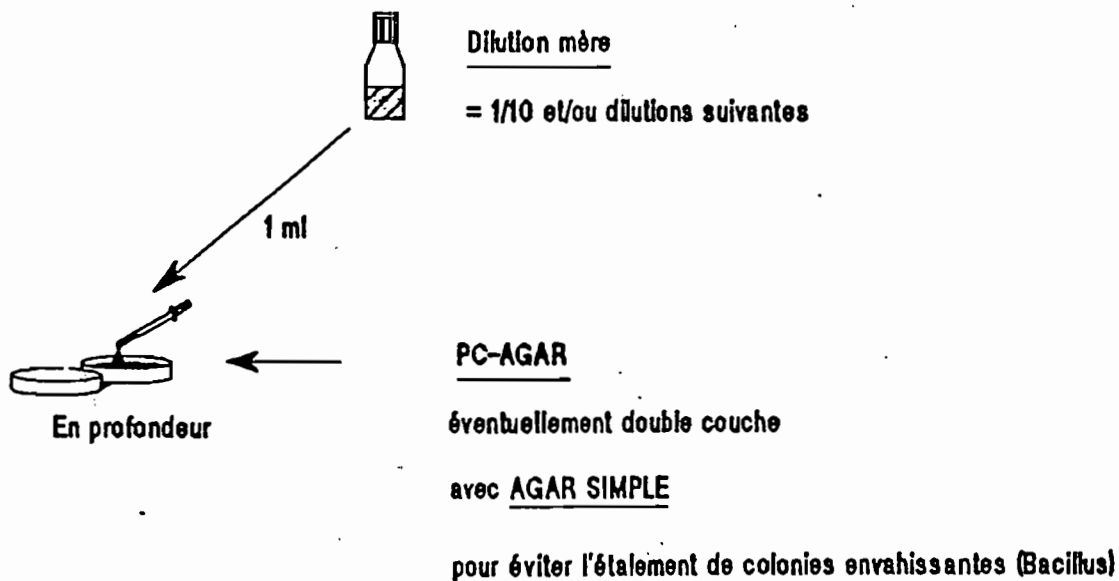 Dilution mère
= 1/10 et/ou dilutions suivantes
1 ml
PC-AGAR
En profondeur
éventuellement double couche
avec AGAR SIMPLE
pour éviter l'étalement de colonies envahissantes (Bacillus)